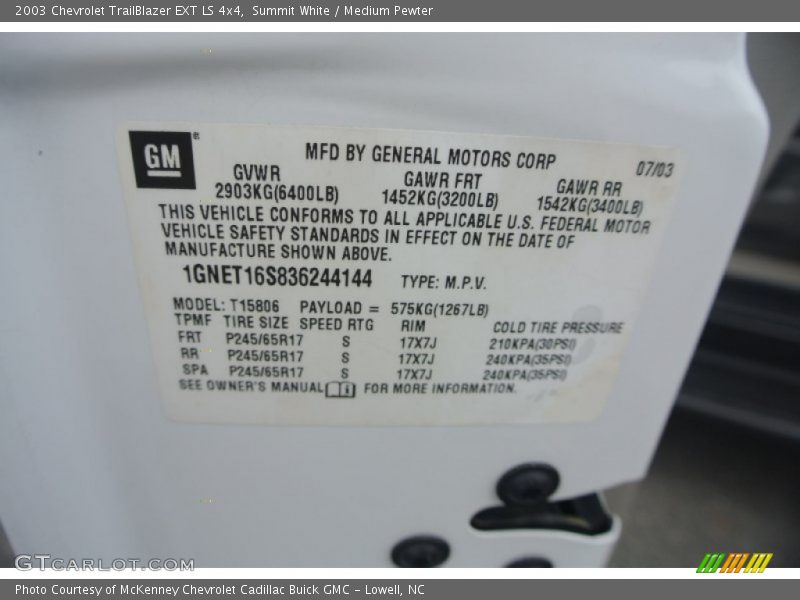 2003 Chevrolet TrailBlazer EXT LS 4x4,  Summit White / Medium Pewter
GM ®
MFD BY GENERAL MOTORS CORP
07/03
GVWR GAWR FRT GAWR RR
2903KG(6400LB) 1452KG(3200LB) 1542KG(3400LB)
THIS VEHICLE CONFORMS TO ALL APPLICABLE U.S. FEDERAL MOTOR
VEHICLE SAFETY STANDARDS IN EFFECT ON THE DATE OF
MANUFACTURE SHOWN ABOVE.
1GNET16S836244144 TYPE: M.P.V.
MODEL: T15806 PAYLOAD = 575KG(1267LB)
TPMF TIRE SIZE SPEED RTG RIM COLD TIRE PRESSURE
FRT P245/65R17 S 17X7J 210KPA(30PSI)
RR P245/65R17 S 17X7J 240KPA(35PSI)
SPA P245/65R17 S 17X7J 240KPA(35PSI)
SEE OWNER'S MANUAL FOR MORE INFORMATION.
GTcarlot.com
Photo Courtesy of McKenney Chevrolet Cadillac Buick GMC - Lowell, NC